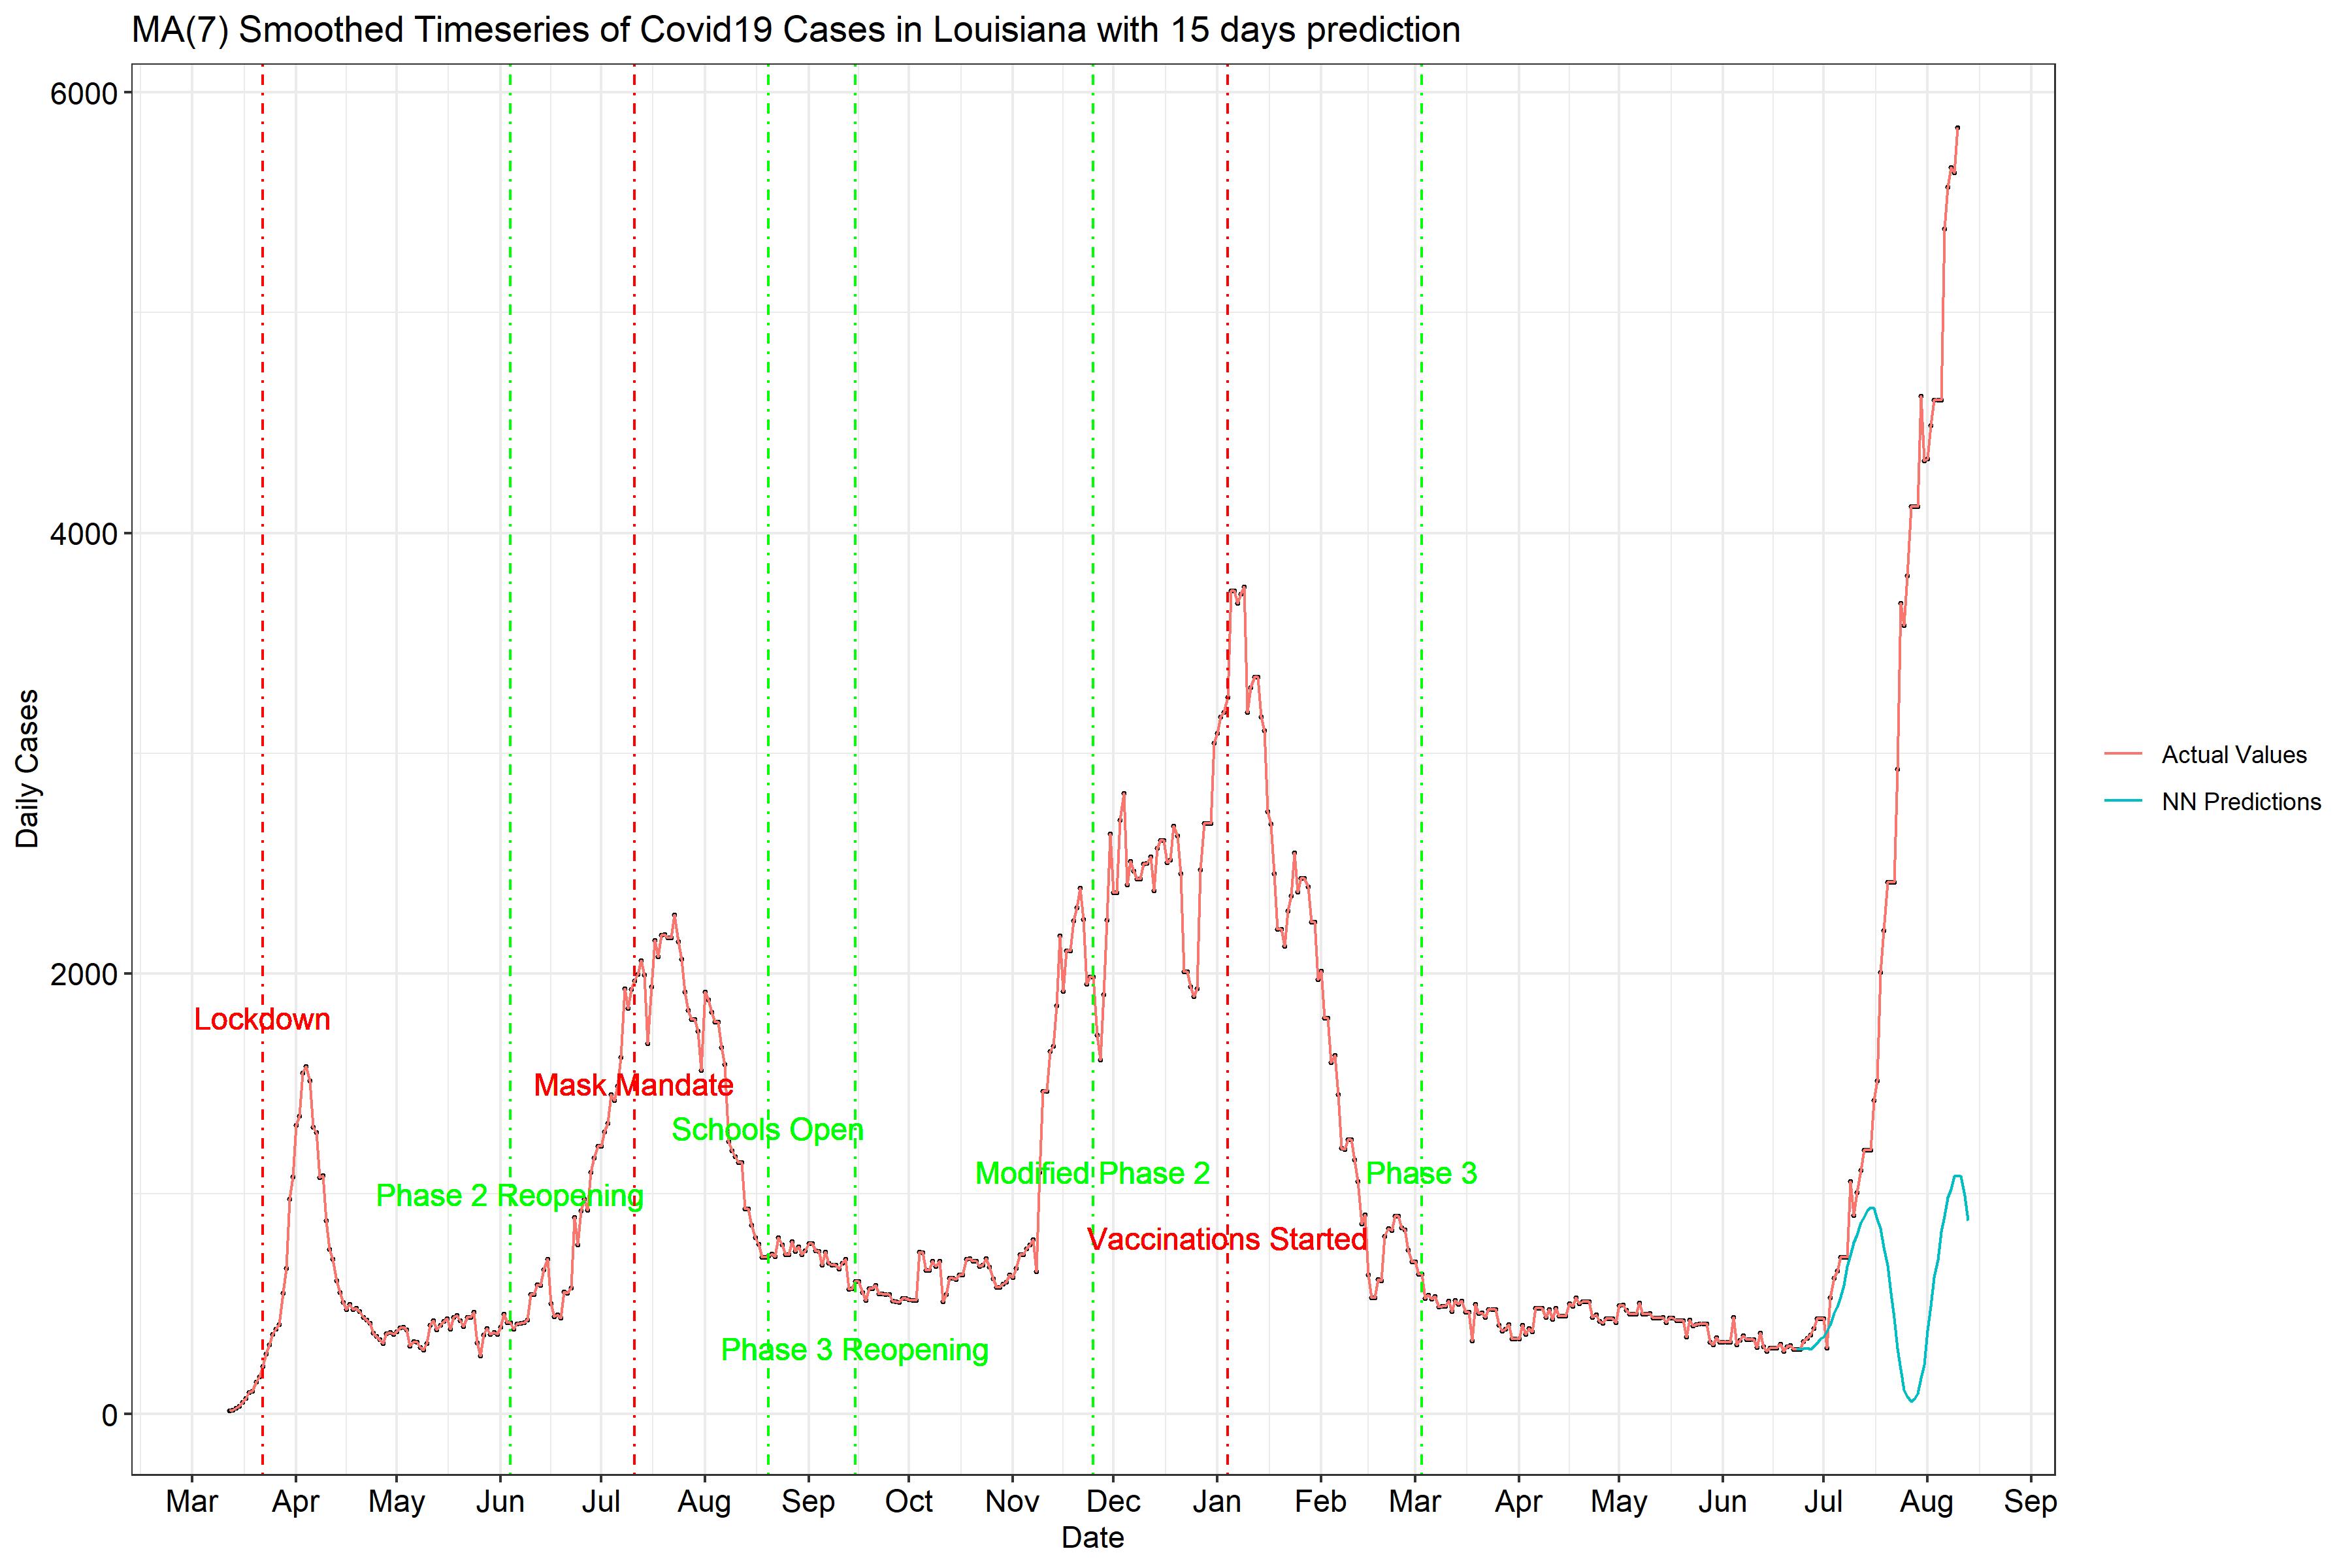 MA(7) Smoothed Timeseries of Covid19 Cases in Louisiana with 15 days prediction
6000
4000
2000
0
Daily Cases
Lockdown
Mask Mandate
Schools Open
Phase 2 Reopening
Modified Phase 2
Phase 3
Vaccinations Started
Phase 3 Reopening
Actual Values
NN Predictions
Mar Apr May Jun Jul Aug Sep Oct Nov Dec Jan Feb Mar Apr May Jun Jul Aug Sep
Date